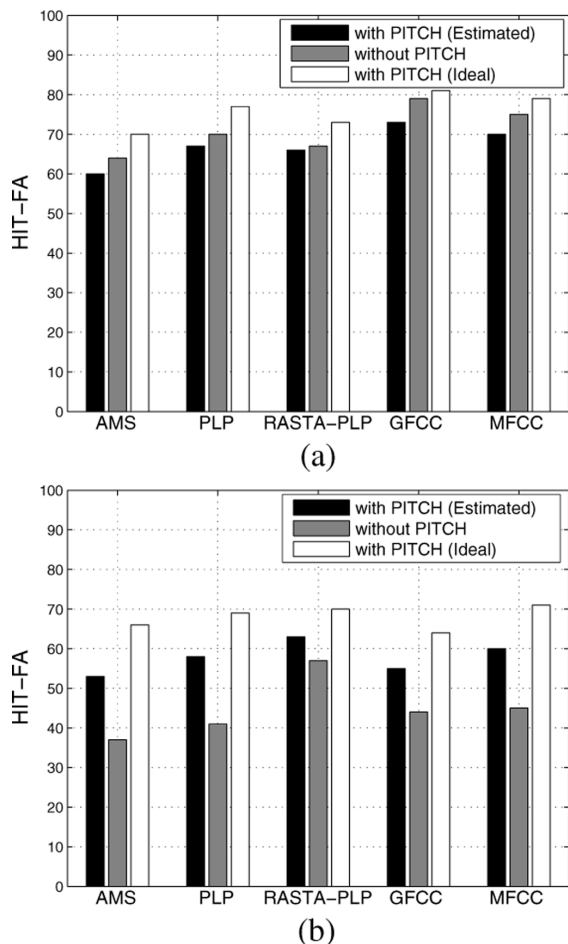 100
90
80
70
60
50
40
30
20
10
0
HIT-FA
with PITCH (Estimated)
without PITCH
with PITCH (Ideal)
AMS PLP RASTA-PLP GFCC MFCC
(a)
100
90
80
70
60
50
40
30
20
10
0
HIT-FA
with PITCH (Estimated)
without PITCH
with PITCH (Ideal)
AMS PLP RASTA-PLP GFCC MFCC
(b)